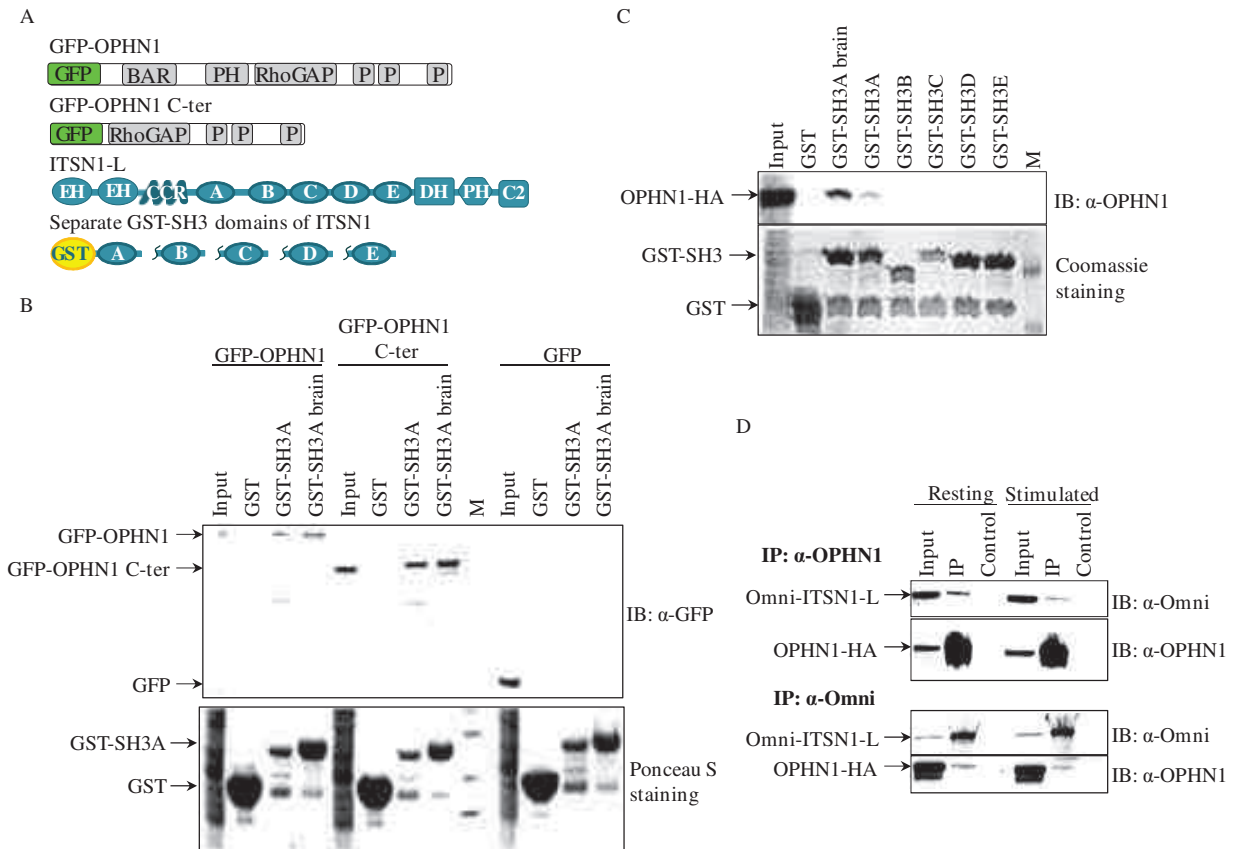 A
GFP-OPHN1
GFP BAR PH RhoGAP P P P
GFP-OPHN1 C-ter
GFP RhoGAP P P P
ITSN1-L
EH EH CCR A B C D E DH PH C2
Separate GST-SH3 domains of ITSN1
GST A B C D E
B
GFP-OPHN1
GFP-OPHN1
C-ter
GFP
Input
GST
GST-SH3A
GST-SH3A brain
Input
GST
GST-SH3A
GST-SH3A brain
M
Input
GST
GST-SH3A
GST-SH3A brain
GFP-OPHN1
GFP-OPHN1 C-ter
GFP
IB: α-GFP
GST-SH3A
GST
Ponceau S
staining
C
Input
GST
GST-SH3A brain
GST-SH3A
GST-SH3B
GST-SH3C
GST-SH3D
GST-SH3E
M
OPHN1-HA
IB: α-OPHN1
GST-SH3
GST
Coomassie
staining
D
Resting Stimulated
Input
IP
Control
Input
IP
Control
IP: α-OPHN1
Omni-ITSN1-L
IB: α-Omni
OPHN1-HA
IB: α-OPHN1
IP: α-Omni
Omni-ITSN1-L
IB: α-Omni
OPHN1-HA
IB: α-OPHN1